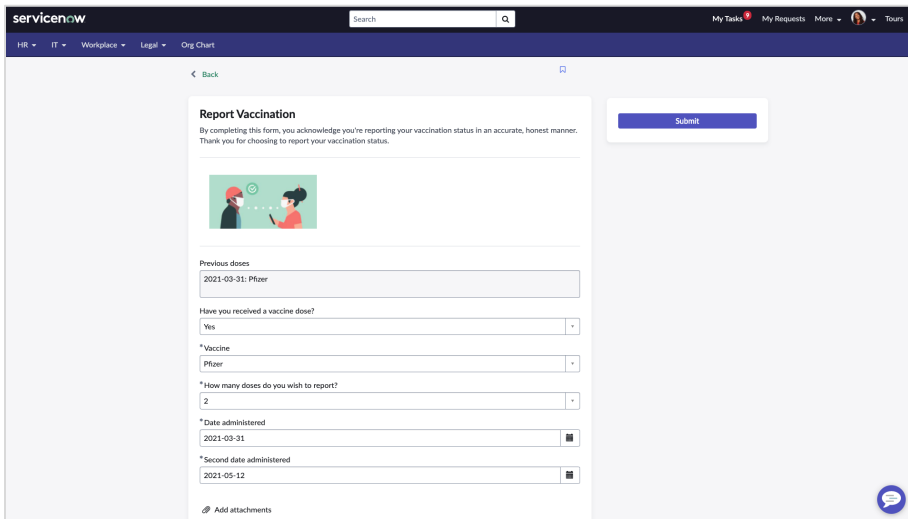 servicenow
Search
My Tasks 9 My Requests More Tours
HR IT Workplace Legal Org Chart
Back
Report Vaccination
By completing this form, you acknowledge you're reporting your vaccination status in an accurate, honest manner.
Thank you for choosing to report your vaccination status.
Submit
Previous doses
2021-03-31: Pfizer
Have you received a vaccine dose?
Yes
*Vaccine
Pfizer
*How many doses do you wish to report?
2
*Date administered
2021-03-31
*Second date administered
2021-05-12
Add attachments